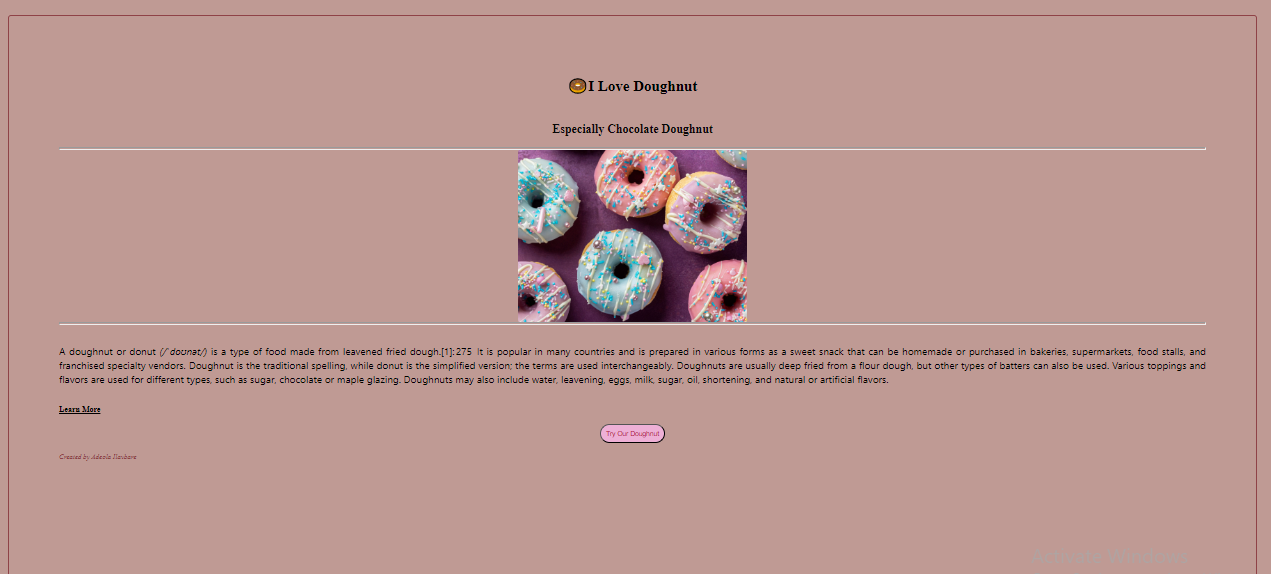 I Love Doughnut
Especially Chocolate Doughnut
A doughnut or donut (/ˈdoʊnət/) is a type of food made from leavened fried dough.[1]:275 It is popular in many countries and is prepared in various forms as a sweet snack that can be homemade or purchased in bakeries, supermarkets, food stalls, and
franchised specialty vendors. Doughnut is the traditional spelling, while donut is the simplified version; the terms are used interchangeably. Doughnuts are usually deep fried from a flour dough, but other types of batters can also be used. Various toppings and
flavors are used for different types, such as sugar, chocolate or maple glazing. Doughnuts may also include water, leavening, eggs, milk, sugar, oil, shortening, and natural or artificial flavors.
Learn More
Try Our Doughnut
Created by Adeola
Activate Windows